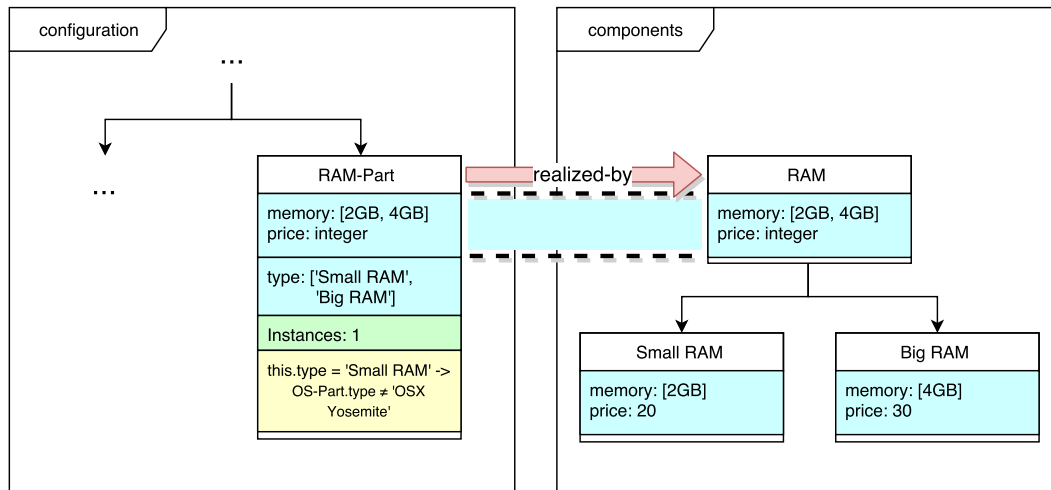 configuration
...
...
RAM-Part
memory: [2GB, 4GB]
price: integer
type: ['Small RAM',
'Big RAM']
Instances: 1
this.type = 'Small RAM' ->
OS-Part.type ≠ 'OSX
Yosemite'
realized-by
components
RAM
memory: [2GB, 4GB]
price: integer
Small RAM
memory: [2GB]
price: 20
Big RAM
memory: [4GB]
price: 30